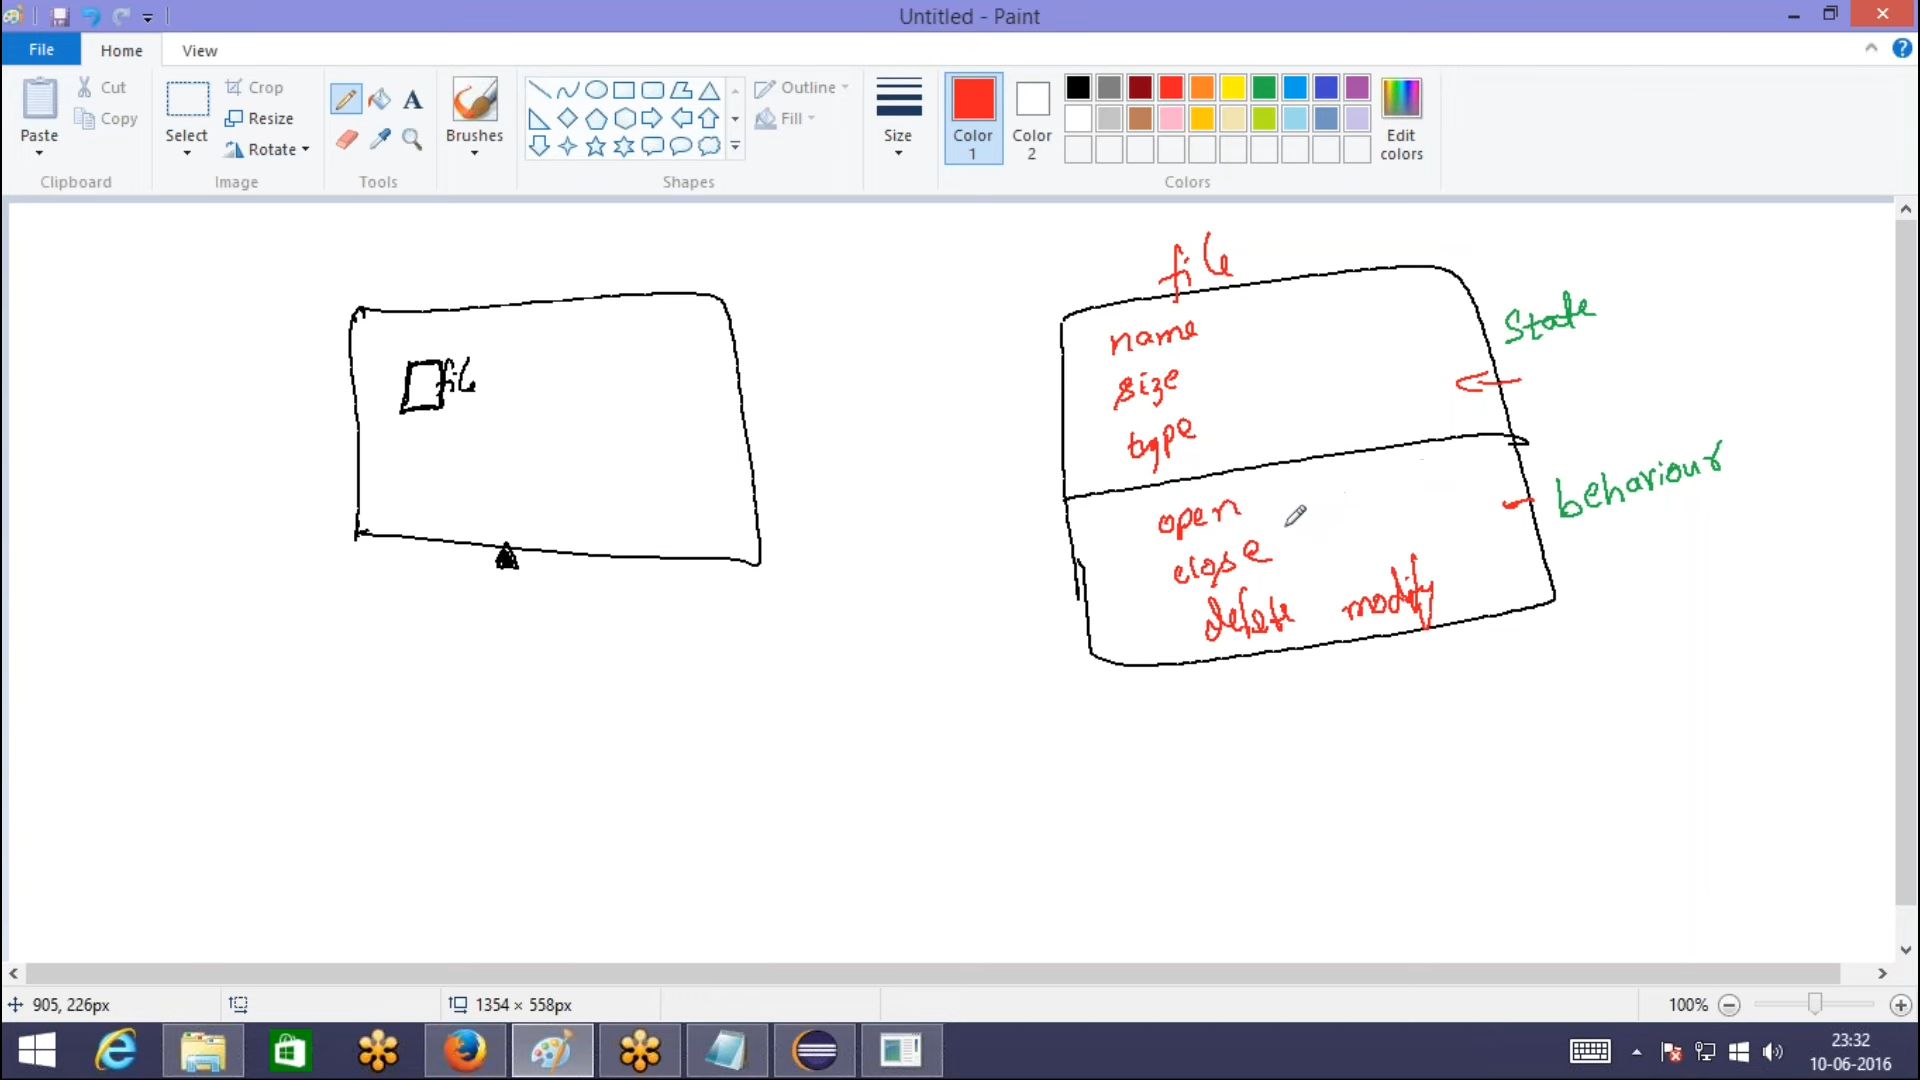 Untitled - Paint
File
Home
View
Paste
Cut
Copy
Clipboard
Select
Crop
Resize
Rotate
Image
Tools
Brushes
Shapes
Outline
Fill
Size
Color 1
Color 2
Edit colors
Colors
file
file
name
size
type
State
open
close
delete modify
behaviour
905, 226px
1354 × 558px
100%
23:32
10-06-2016